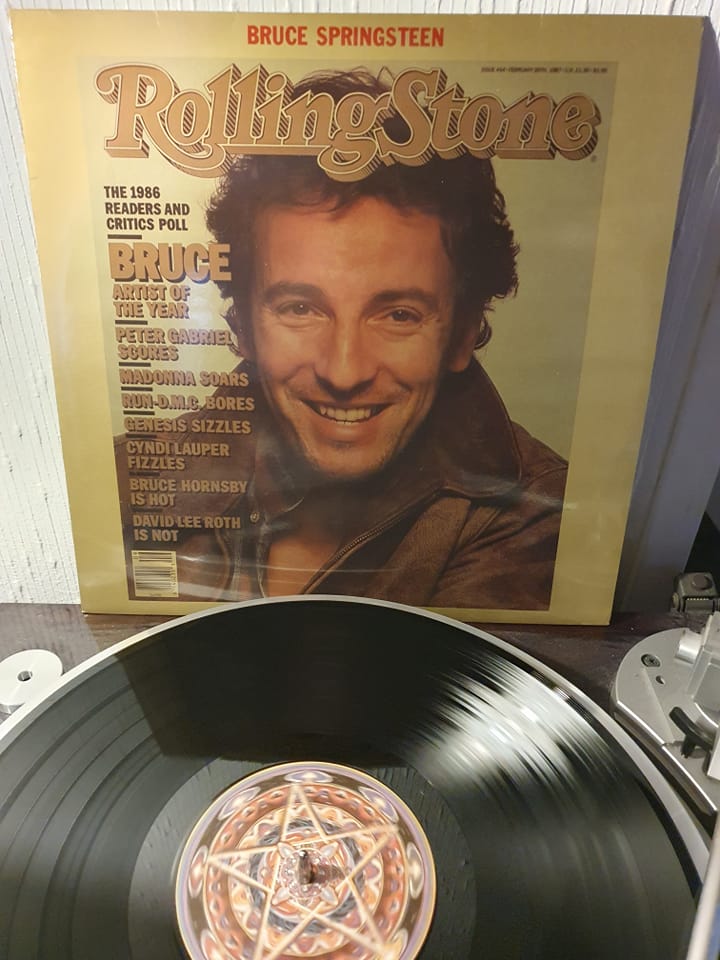 BRUCE SPRINGSTEEN
RollingStone
THE 1986
READERS AND
CRITICS POLL
BRUCE
ARTIST OF
THE YEAR
PETER GABRIEL
SCORES
MADONNA SOARS
RUN-D.M.C. BORES
GENESIS SIZZLES
CYNDI LAUPER
FIZZLES
BRUCE HORNSBY
IS HOT
DAVID LEE ROTH
IS NOT